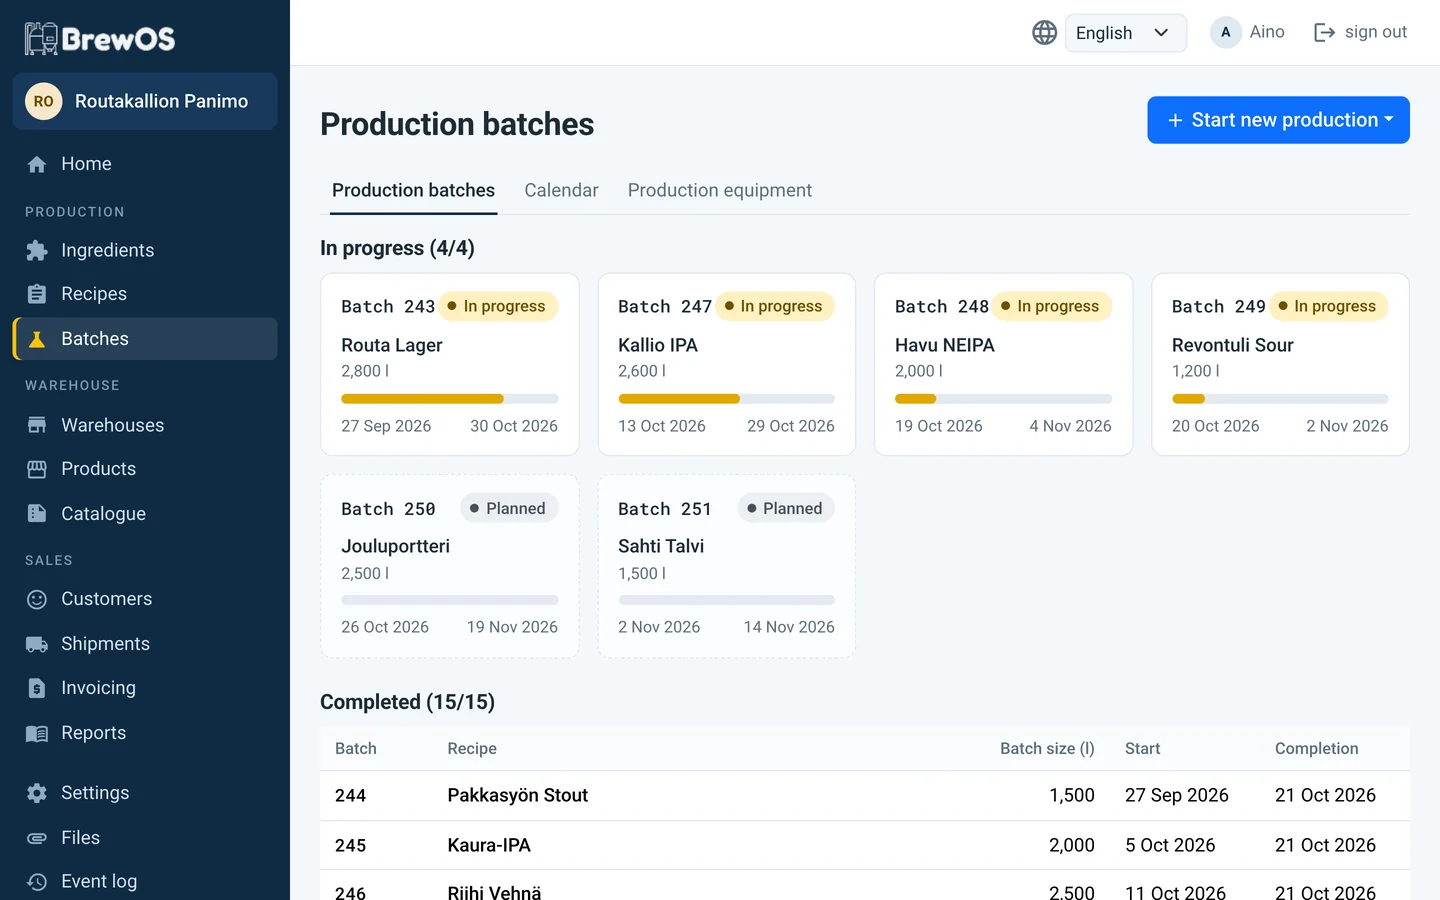 BrewOS
RO Routakallion Panimo
Home
PRODUCTION
Ingredients
Recipes
Batches
WAREHOUSE
Warehouses
Products
Catalogue
SALES
Customers
Shipments
Invoicing
Reports
Settings
Files
Event log
English
A Aino
sign out
Production batches
+ Start new production
Production batches Calendar Production equipment
In progress (4/4)
Batch 243 In progress
Routa Lager
2,800 l
27 Sep 2026 30 Oct 2026
Batch 247 In progress
Kallio IPA
2,600 l
13 Oct 2026 29 Oct 2026
Batch 248 In progress
Havu NEIPA
2,000 l
19 Oct 2026 4 Nov 2026
Batch 249 In progress
Revontuli Sour
1,200 l
20 Oct 2026 2 Nov 2026
Batch 250 Planned
Jouluportteri
2,500 l
26 Oct 2026 19 Nov 2026
Batch 251 Planned
Sahti Talvi
1,500 l
2 Nov 2026 14 Nov 2026
Completed (15/15)
Batch Recipe Batch size (l) Start Completion
244 Pakkasyön Stout 1,500 27 Sep 2026 21 Oct 2026
245 Kaura-IPA 2,000 5 Oct 2026 21 Oct 2026
246 Riihi Vehnä 2,500 11 Oct 2026 21 Oct 2026